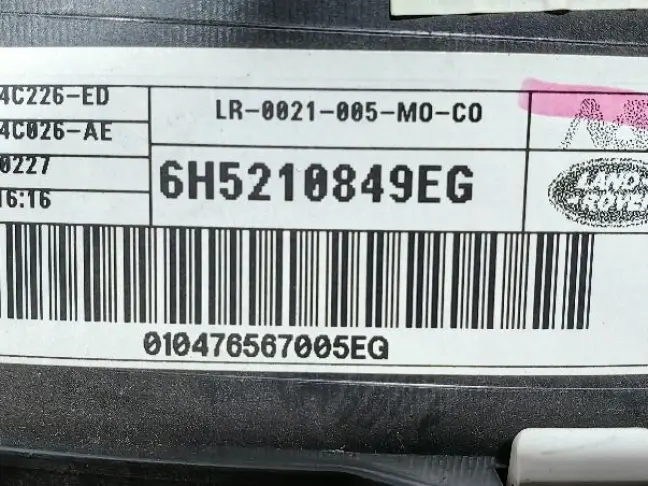 4C226-ED
LR-0021-005-MO-CO
4C026-AE
0227
6H5210849EG
16:16
LAND-
ROVER
010476567005EG